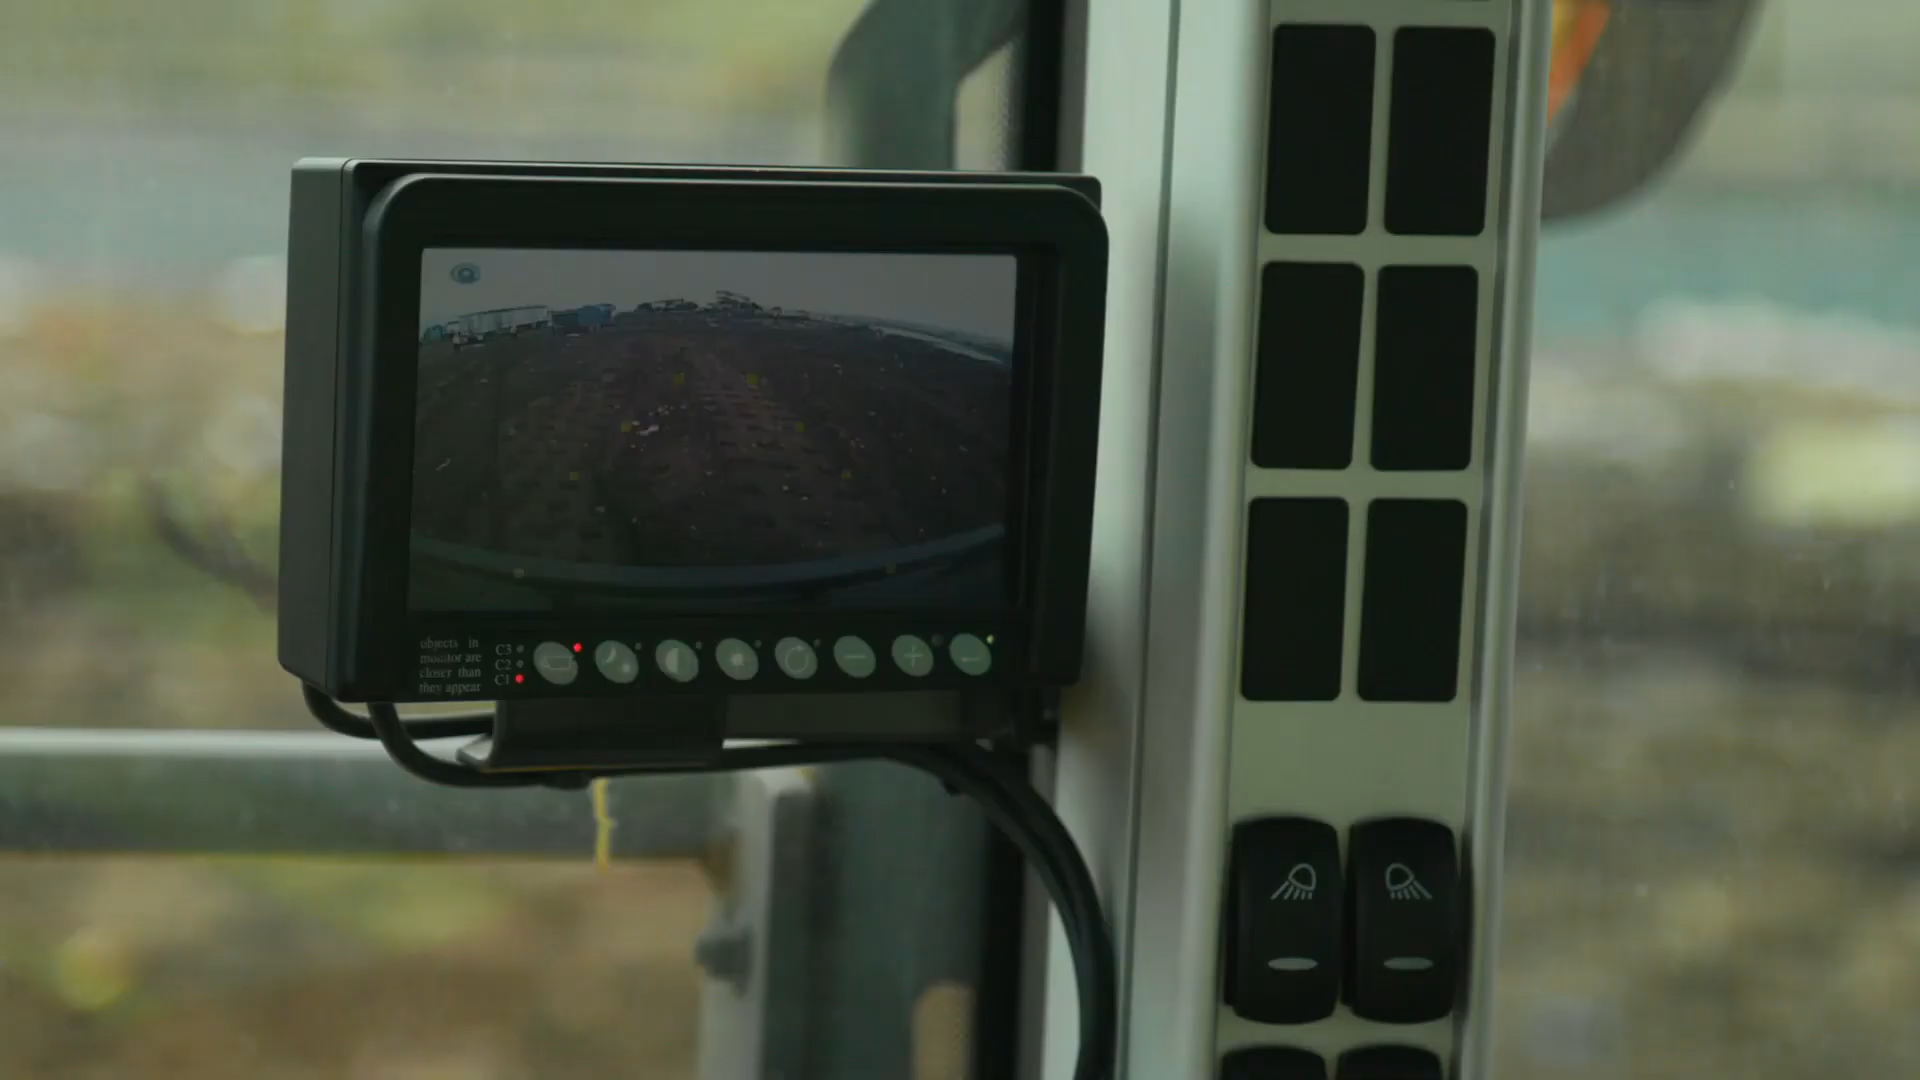 objects in
monitor are
closer than
they appear
C3
C2
C1